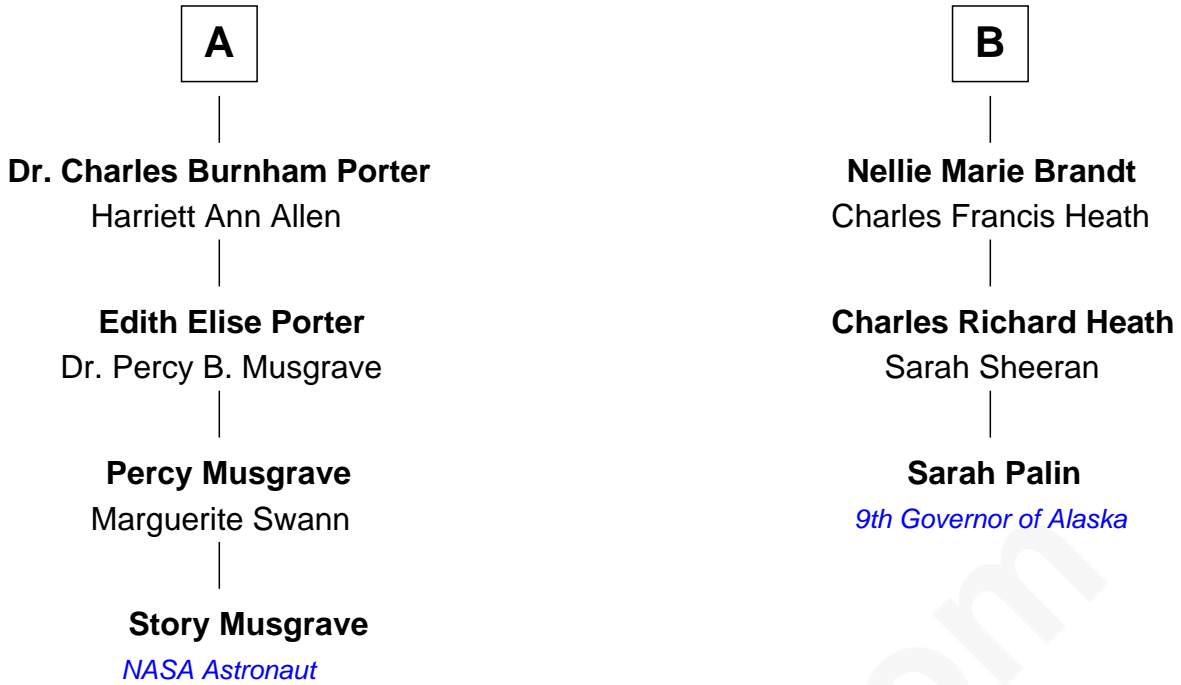 A
Dr. Charles Burnham Porter
Harriett Ann Allen
Edith Elise Porter
Dr. Percy B. Musgrave
Percy Musgrave
Marguerite Swann
Story Musgrave
NASA Astronaut
B
Nellie Marie Brandt
Charles Francis Heath
Charles Richard Heath
Sarah Sheeran
Sarah Palin
9th Governor of Alaska
om